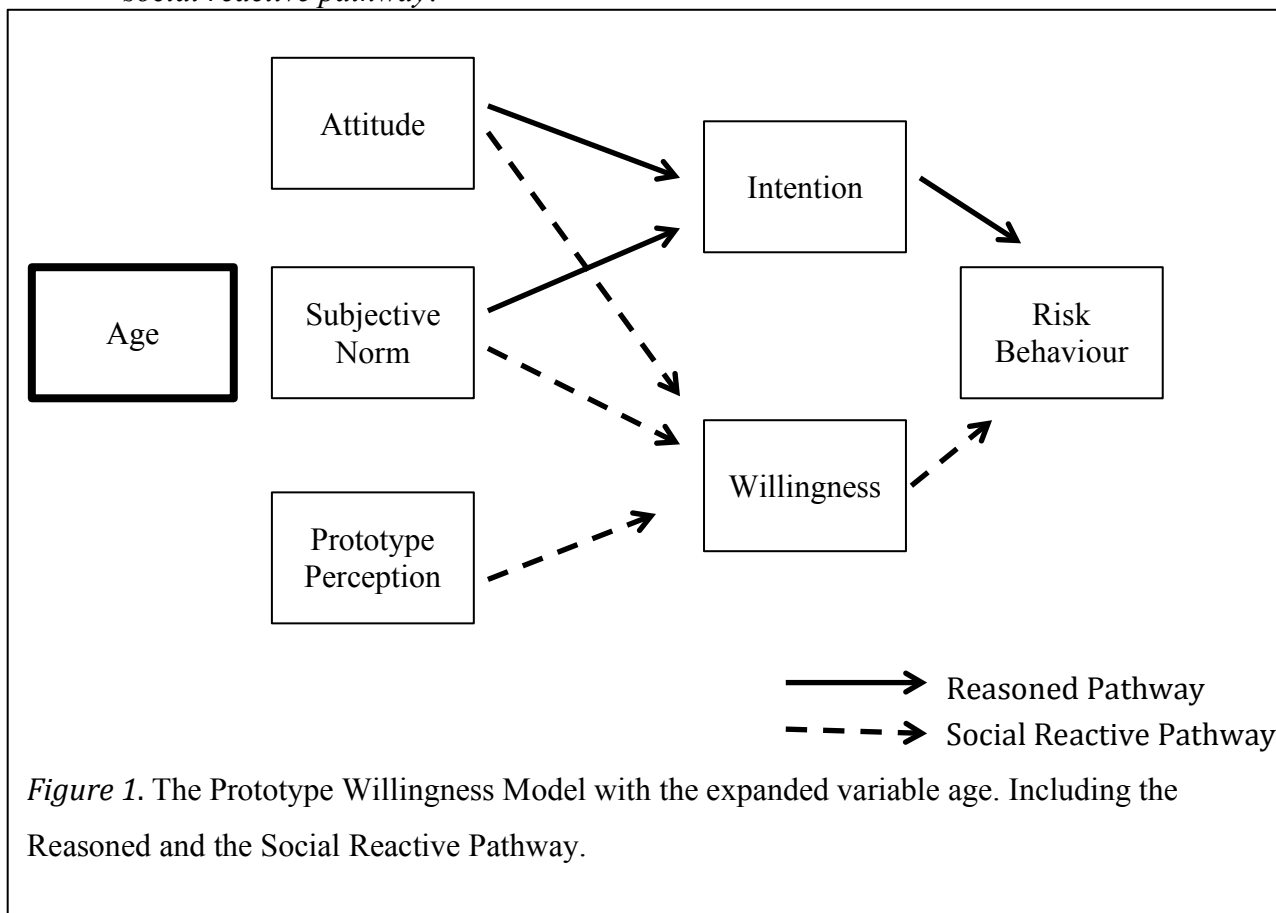 social reactive pathway.
Attitude
Intention
Age
Subjective
Norm
Risk
Behaviour
Willingness
Prototype
Perception
Reasoned Pathway
Social Reactive Pathway
Figure 1. The Prototype Willingness Model with the expanded variable age. Including the
Reasoned and the Social Reactive Pathway.